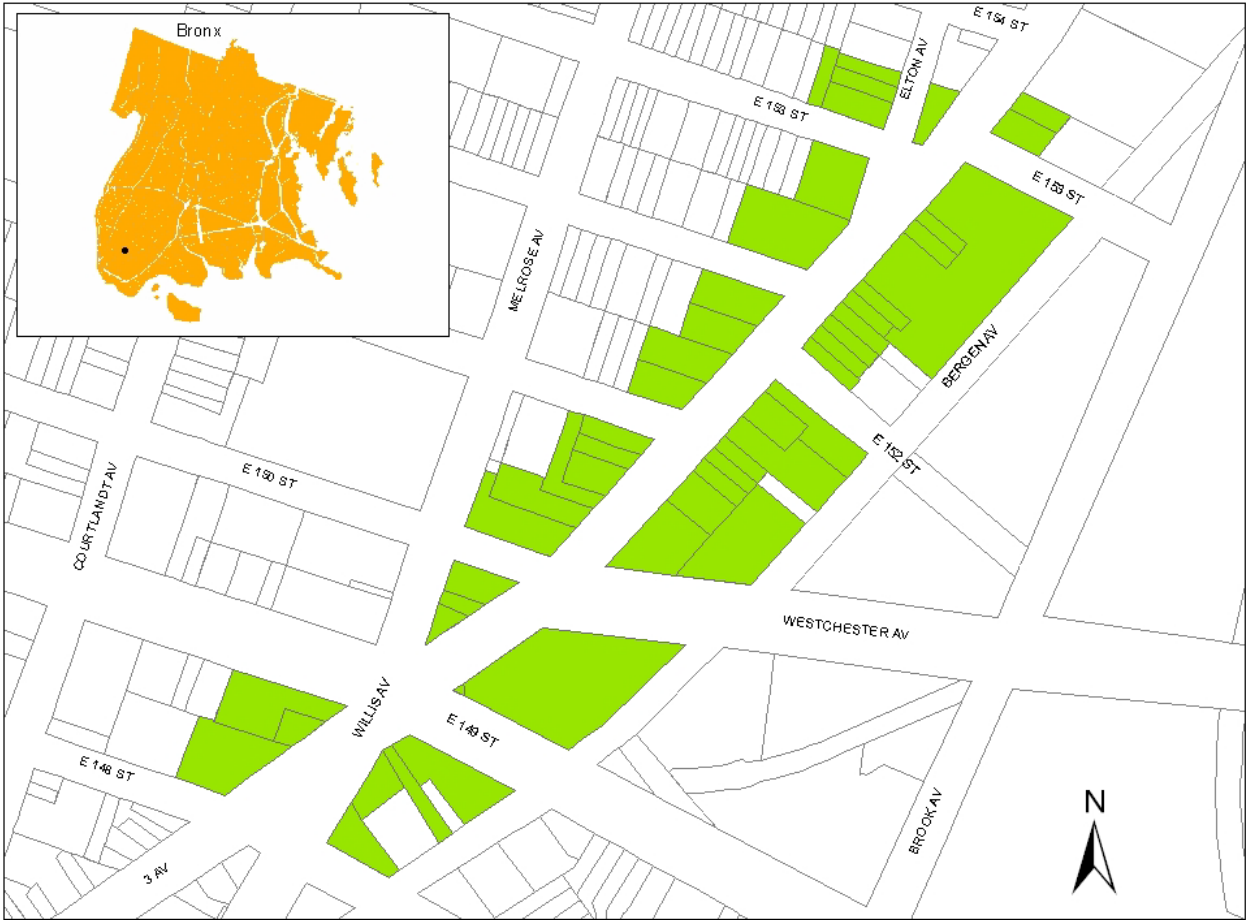 Bronx
E 154 ST
ELTON AV
E 153 ST
E 153 ST
MELROSE AV
BERGEN AV
E 152 ST
E 150 ST
COURTLANDT AV
WESTCHESTER AV
WILLIS AV
E 149 ST
E 148 ST
BROOK AV
N
3 AV